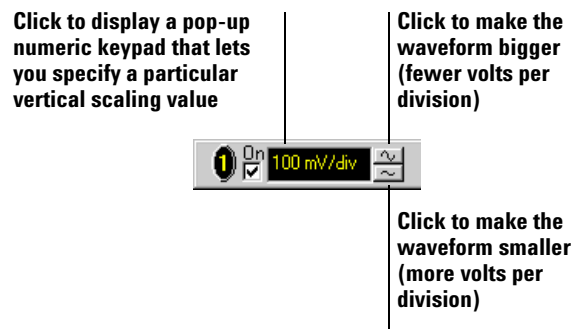 Click to display a pop-up
numeric keypad that lets
you specify a particular
vertical scaling value
Click to make the
waveform bigger
(fewer volts per
division)
1 On 100 mV/div
Click to make the
waveform smaller
(more volts per
division)